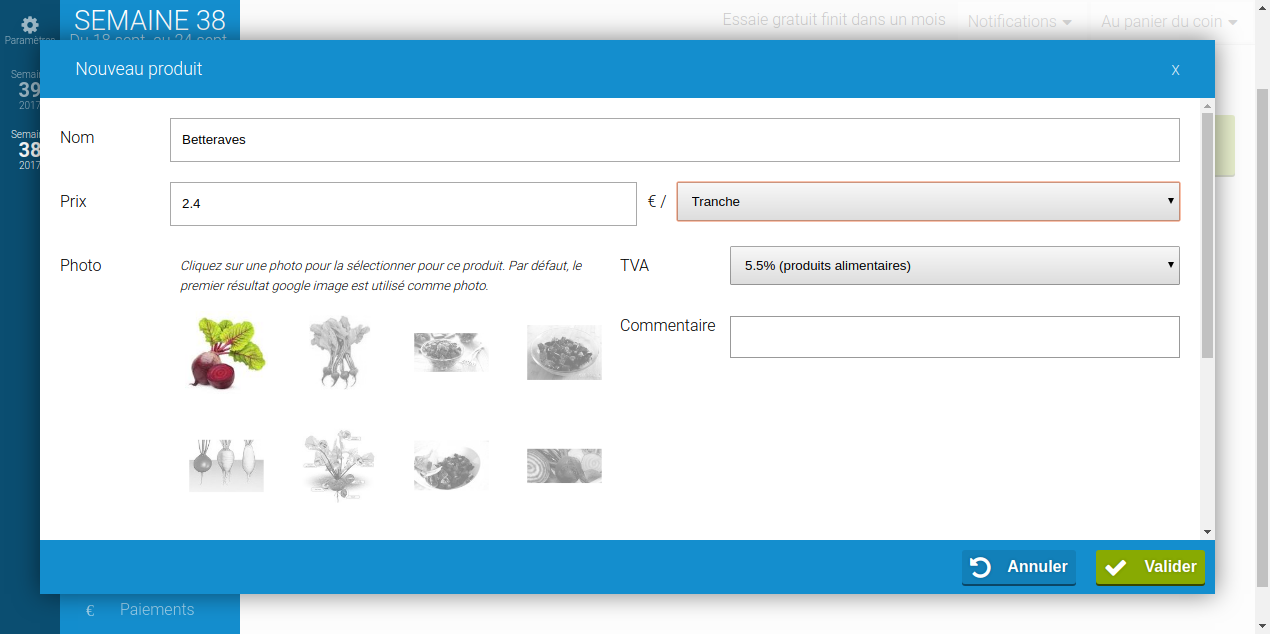 SEMAINE 38
Essaie gratuit finit dans un mois
Notifications
Au panier du coin
Paramètres
Du 18 sept. au 24 sept.
Nouveau produit
X
Semai
39
2017
Semai
38
2017
Nom
Betteraves
Prix
2.4
€ /
Tranche
Photo
Cliquez sur une photo pour la sélectionner pour ce produit. Par défaut, le
premier résultat google image est utilisé comme photo.
TVA
5.5% (produits alimentaires)
Commentaire
Annuler
Valider
€ Paiements